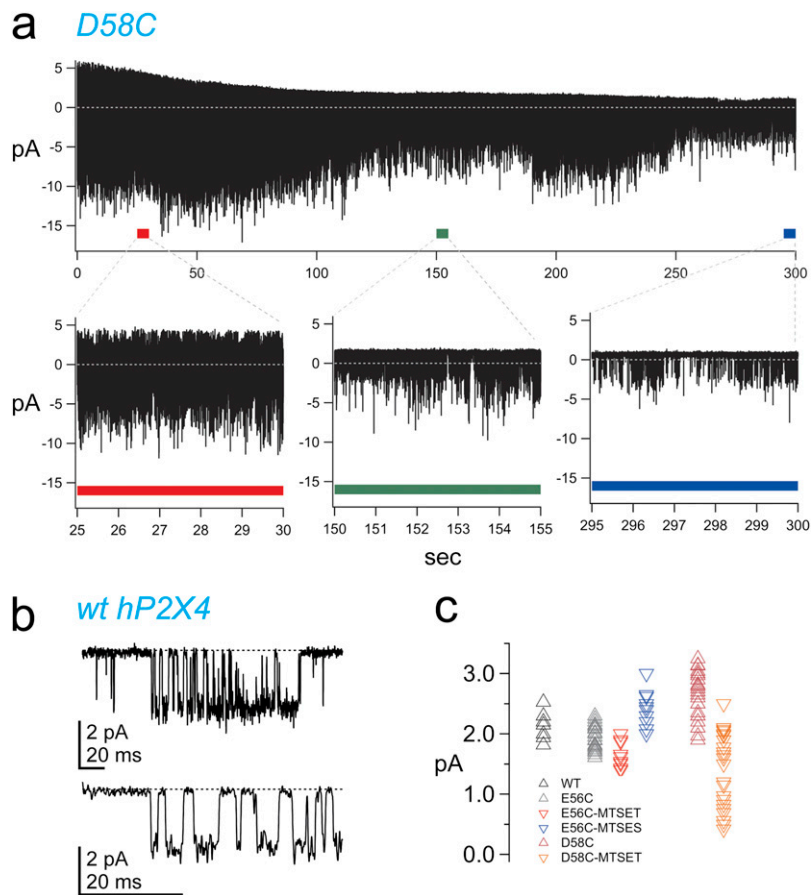 a D58C
5
0
pA
-5
-10
-15
0 50 100 150 200 250 300
5
0
pA
-5
-10
-15
25 26 27 28 29 30
5
0
-5
-10
-15
150 151 152 153 154 155
5
0
-5
-10
-15
295 296 297 298 299 300
sec
b wt hP2X4
2 pA
20 ms
2 pA
20 ms
c
3.0
2.0
pA
1.0
0.0
WT
E56C
E56C-MTSET
E56C-MTSES
D58C
D58C-MTSET